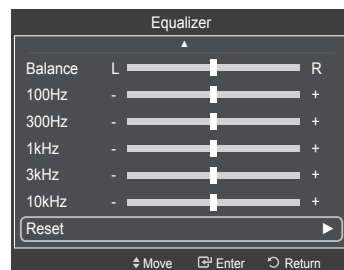 Equalizer
▲
Balance L R
100Hz - +
300Hz - +
1kHz - +
3kHz - +
10kHz - +
Reset ►
Move Enter Return